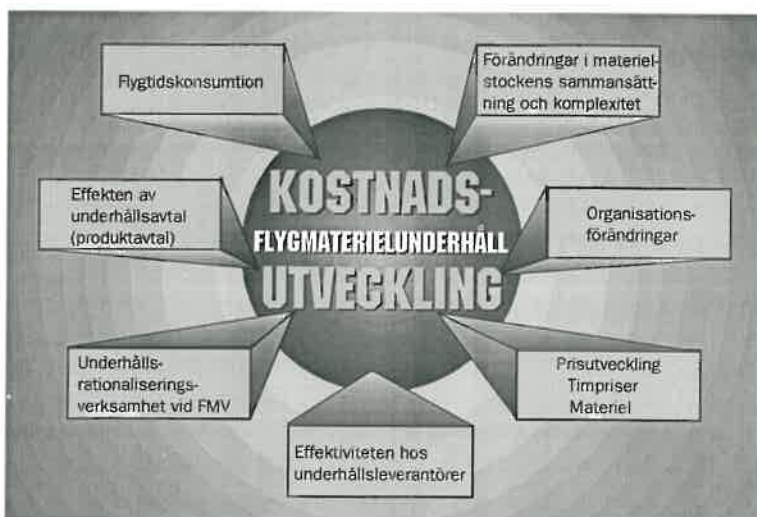 Flygtidskonsumtion
Förändringar i materiel-
stockens sammansätt-
ning och komplexitet
KOSTNADS-
FLYGMATERIELUNDERHÅLL
UTVECKLING
Effekten av
underhållsavtal
(produktavtal)
Organisations-
förändringar
Underhålls-
rationaliserings-
verksamhet vid FMV
Prisutveckling
Timpriser
Materiel
Effektiviteten hos
underhållsleverantörer